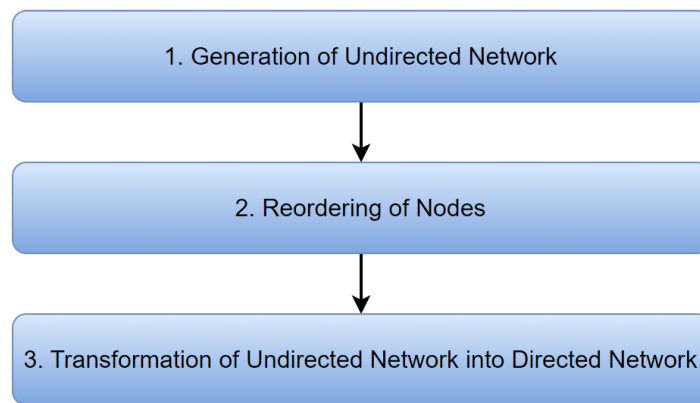 1. Generation of Undirected Network
2. Reordering of Nodes
3. Transformation of Undirected Network into Directed Network